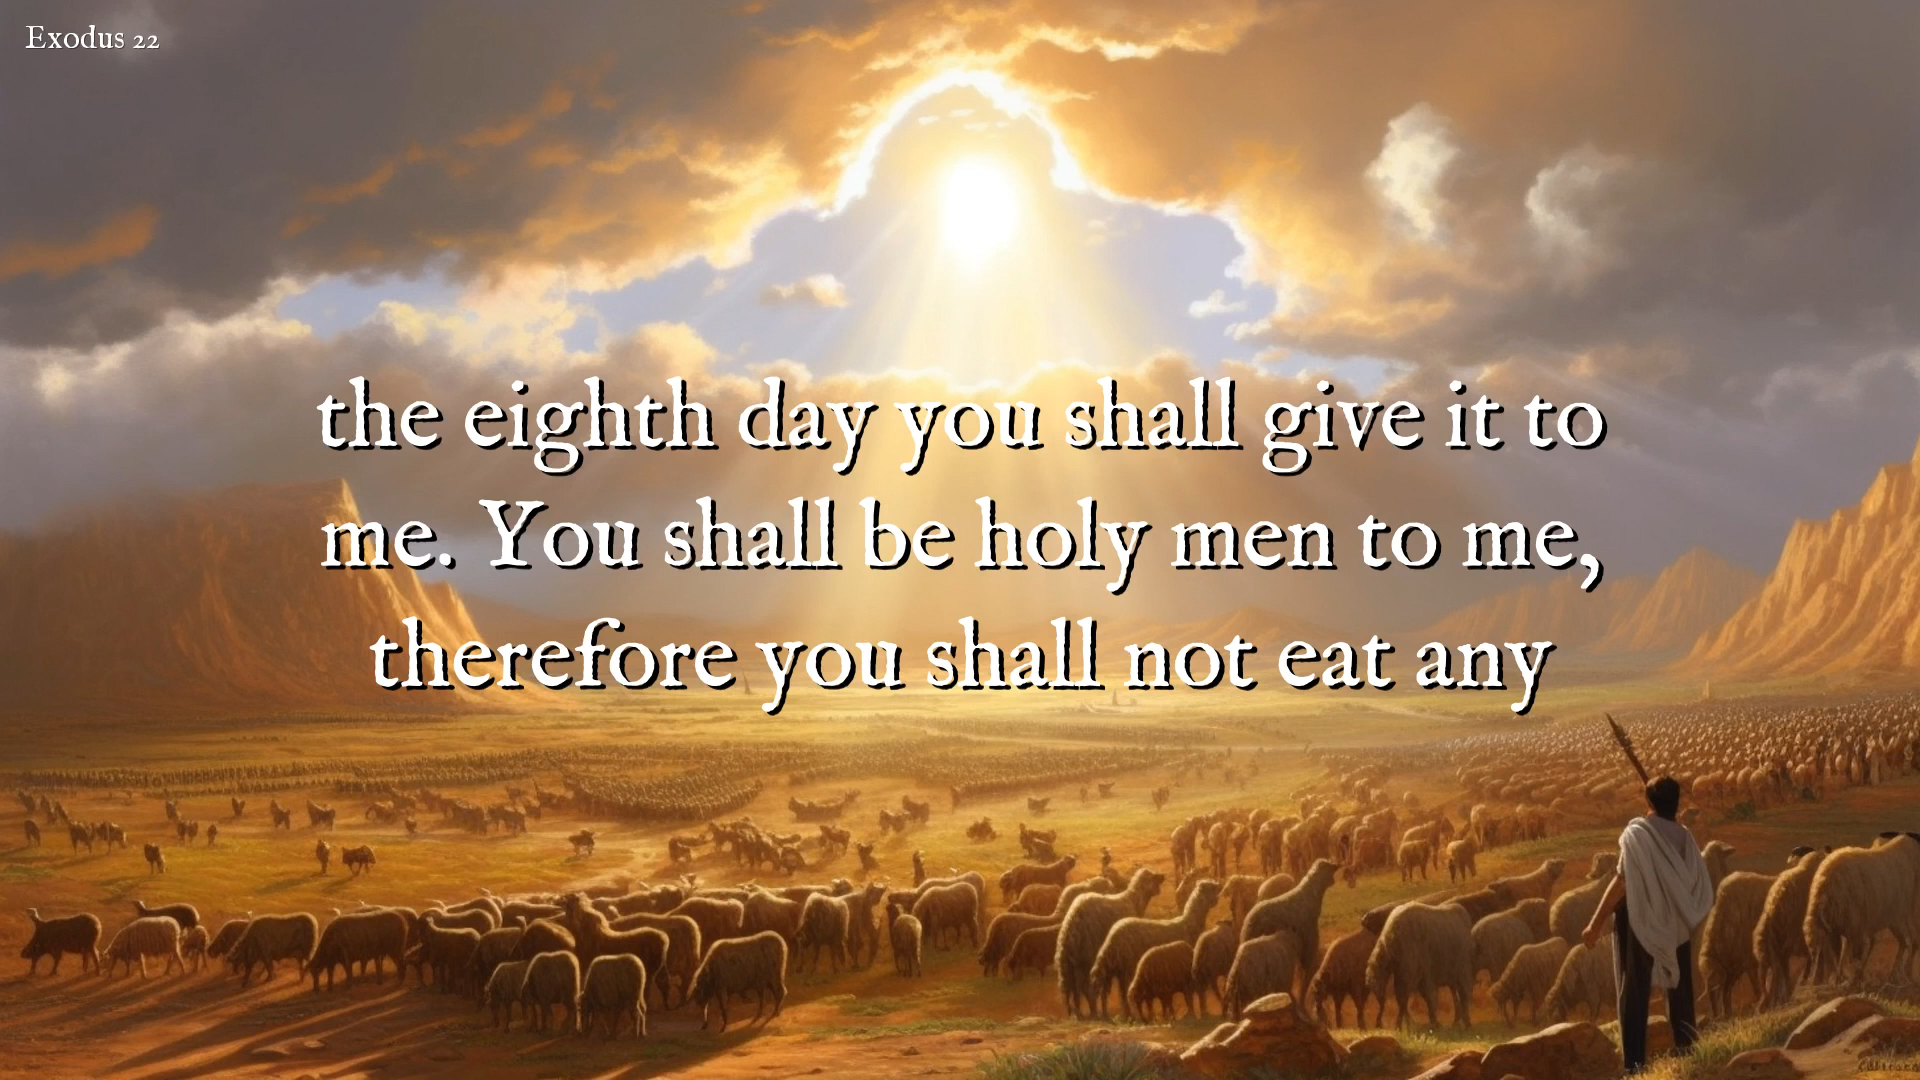 Exodus 22
the eighth day you shall give it to
me. You shall be holy men to me,
therefore you shall not eat any